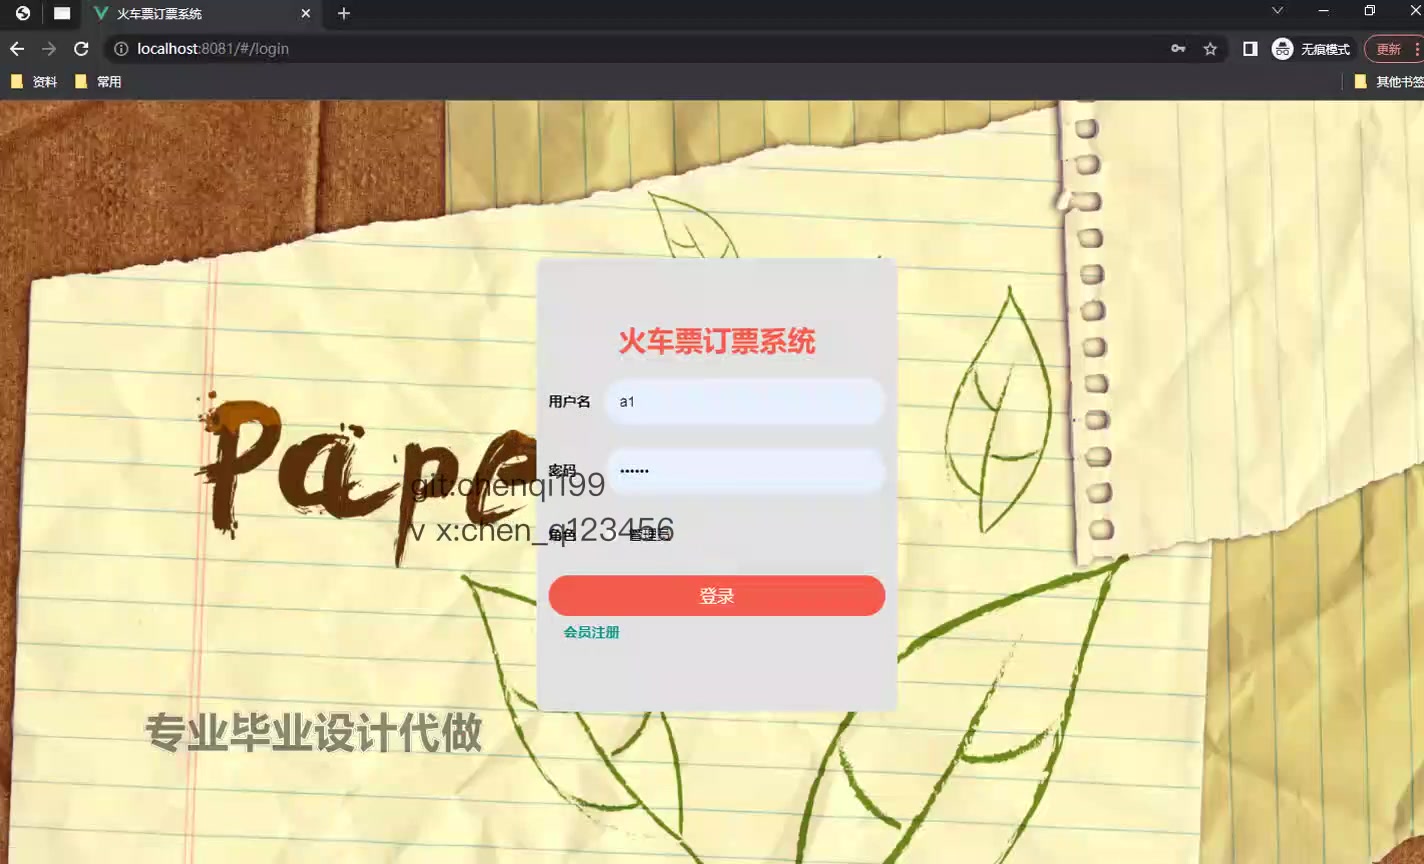 火车票订票系统
localhost:8081/#/login
无痕模式
更新
资料
常用
其他书签
火车票订票系统
用户名
a1
密码
••••••
git:chenqi199
v x:chen_q123456
角色
管理员
登录
会员注册
Pape
专业毕业设计代做